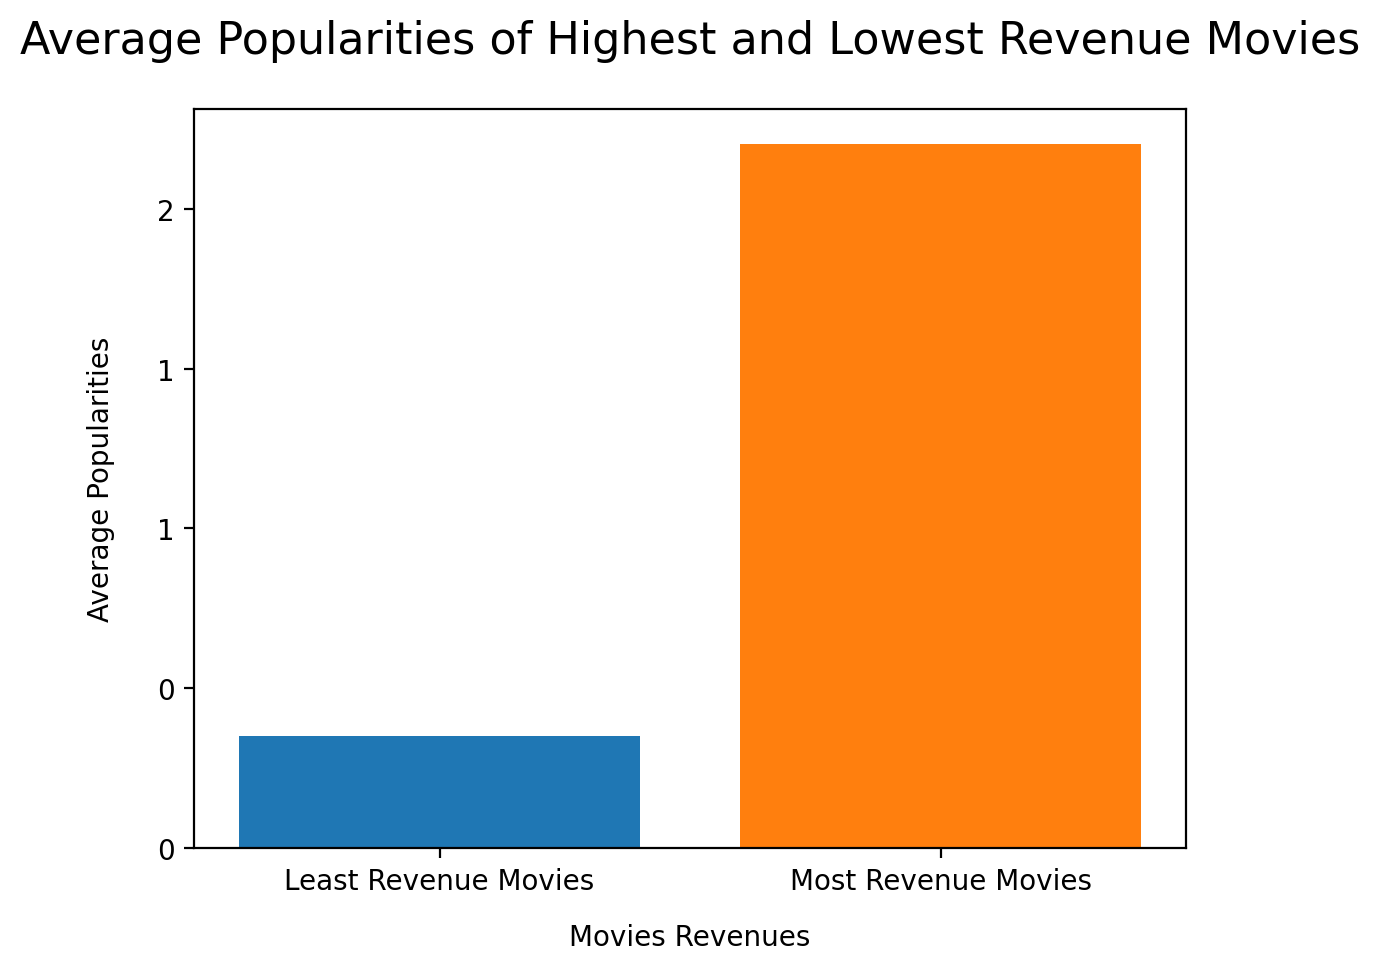 Average Popularities of Highest and Lowest Revenue Movies
2
1
1
0
0
Average Popularities
Least Revenue Movies
Most Revenue Movies
Movies Revenues